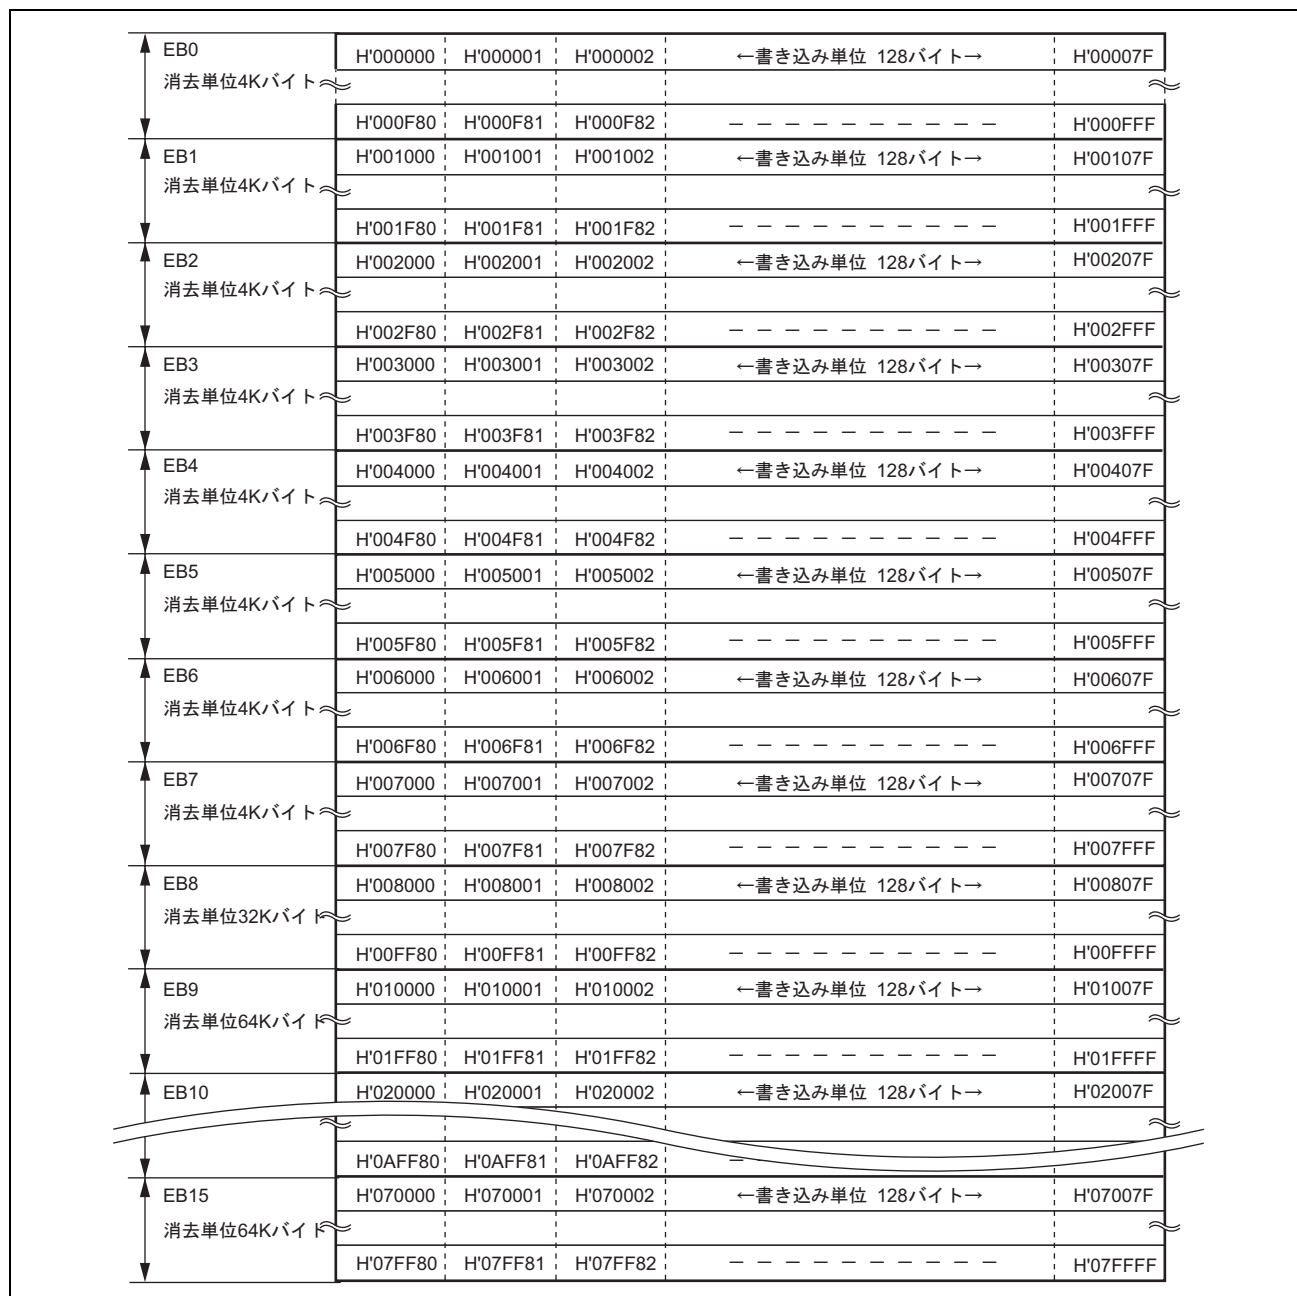 EB0 H'000000 H'000001 H'000002 ←書き込み単位 128バイト→ H'00007F
消去単位4Kバイト
H'000F80 H'000F81 H'000F82 – – – – – – – – – – H'000FFF
EB1 H'001000 H'001001 H'001002 ←書き込み単位 128バイト→ H'00107F
消去単位4Kバイト
H'001F80 H'001F81 H'001F82 – – – – – – – – – – H'001FFF
EB2 H'002000 H'002001 H'002002 ←書き込み単位 128バイト→ H'00207F
消去単位4Kバイト
H'002F80 H'002F81 H'002F82 – – – – – – – – – – H'002FFF
EB3 H'003000 H'003001 H'003002 ←書き込み単位 128バイト→ H'00307F
消去単位4Kバイト
H'003F80 H'003F81 H'003F82 – – – – – – – – – – H'003FFF
EB4 H'004000 H'004001 H'004002 ←書き込み単位 128バイト→ H'00407F
消去単位4Kバイト
H'004F80 H'004F81 H'004F82 – – – – – – – – – – H'004FFF
EB5 H'005000 H'005001 H'005002 ←書き込み単位 128バイト→ H'00507F
消去単位4Kバイト
H'005F80 H'005F81 H'005F82 – – – – – – – – – – H'005FFF
EB6 H'006000 H'006001 H'006002 ←書き込み単位 128バイト→ H'00607F
消去単位4Kバイト
H'006F80 H'006F81 H'006F82 – – – – – – – – – – H'006FFF
EB7 H'007000 H'007001 H'007002 ←書き込み単位 128バイト→ H'00707F
消去単位4Kバイト
H'007F80 H'007F81 H'007F82 – – – – – – – – – – H'007FFF
EB8 H'008000 H'008001 H'008002 ←書き込み単位 128バイト→ H'00807F
消去単位32Kバイト
H'00FF80 H'00FF81 H'00FF82 – – – – – – – – – – H'00FFFF
EB9 H'010000 H'010001 H'010002 ←書き込み単位 128バイト→ H'01007F
消去単位64Kバイト
H'01FF80 H'01FF81 H'01FF82 – – – – – – – – – – H'01FFFF
EB10 H'020000 H'020001 H'020002 ←書き込み単位 128バイト→ H'02007F
H'0AFF80 H'0AFF81 H'0AFF82 –
EB15 H'070000 H'070001 H'070002 ←書き込み単位 128バイト→ H'07007F
消去単位64Kバイト
H'07FF80 H'07FF81 H'07FF82 – – – – – – – – – – H'07FFFF